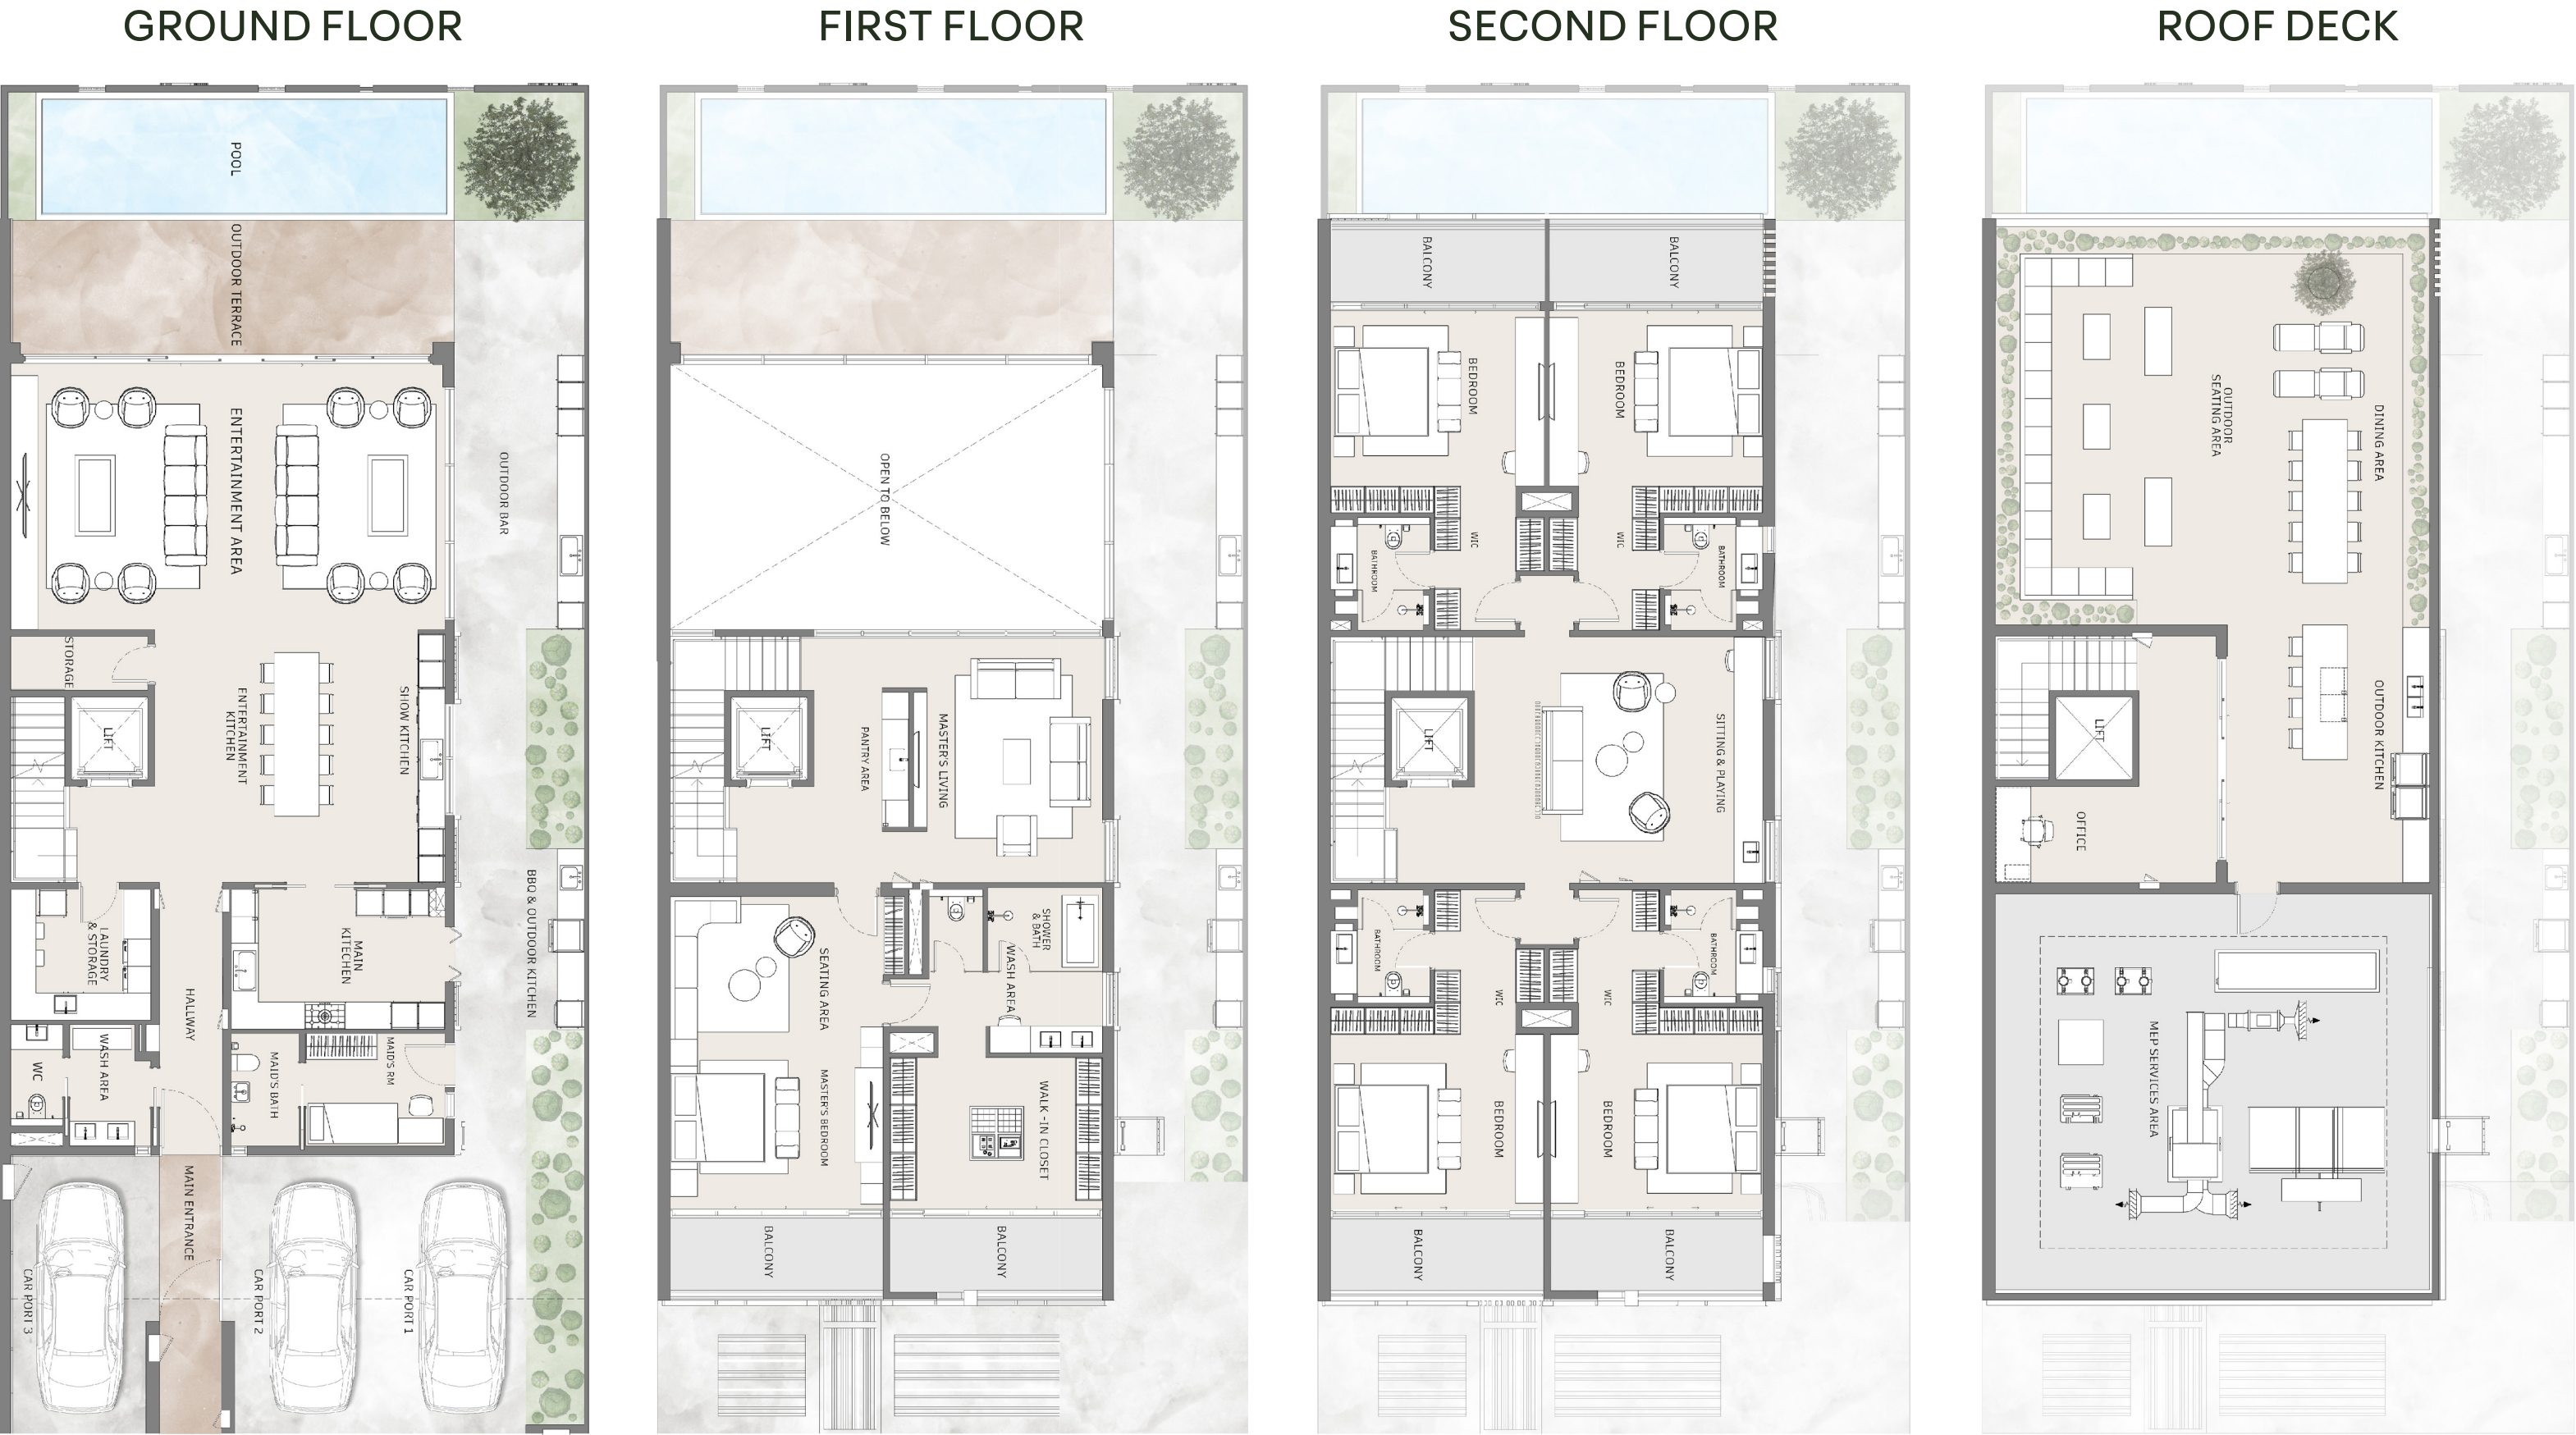 GROUND FLOOR
POOL
OUTDOOR TERRACE
ENTERTAINMENT AREA
OUTDOOR BAR
STORAGE
LIFT
ENTERTAINMENT
KITCHEN
SHOW KITCHEN
LAUNDRY
& STORAGE
MAIN
KITECHEN
BBQ & OUTDOOR KITCHEN
HALLWAY
WC
WASH AREA
MAID'S BATH
MAID'S RM
MAIN ENTRANCE
CAR PORT 3
CAR PORT 2
CAR PORT 1
FIRST FLOOR
OPEN TO BELOW
LIFT
PANTRY AREA
MASTER'S LIVING
SEATING AREA
SHOWER
& BATH
WASH AREA
MASTER'S BEDROOM
WALK -IN CLOSET
BALCONY
BALCONY
SECOND FLOOR
BALCONY
BALCONY
BEDROOM
BEDROOM
WIC
WIC
BATHROOM
BATHROOM
LIFT
SITTING & PLAYING
BATHROOM
BATHROOM
WIC
WIC
BEDROOM
BEDROOM
BALCONY
BALCONY
ROOF DECK
OUTDOOR
SEATING AREA
DINING AREA
LIFT
OUTDOOR KITCHEN
OFFICE
MEP SERVICES AREA